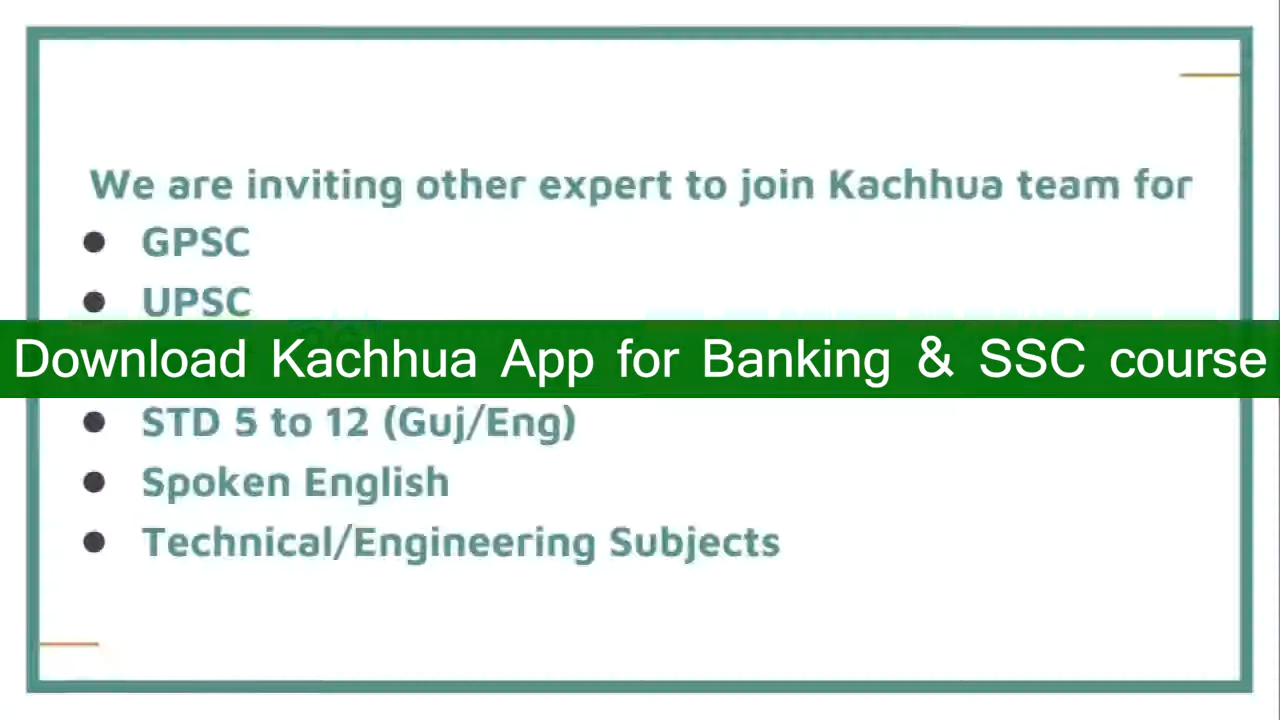 We are inviting other expert to join Kachhua team for
● GPSC
● UPSC
Download Kachhua App for Banking & SSC course
● STD 5 to 12 (Guj/Eng)
● Spoken English
● Technical/Engineering Subjects